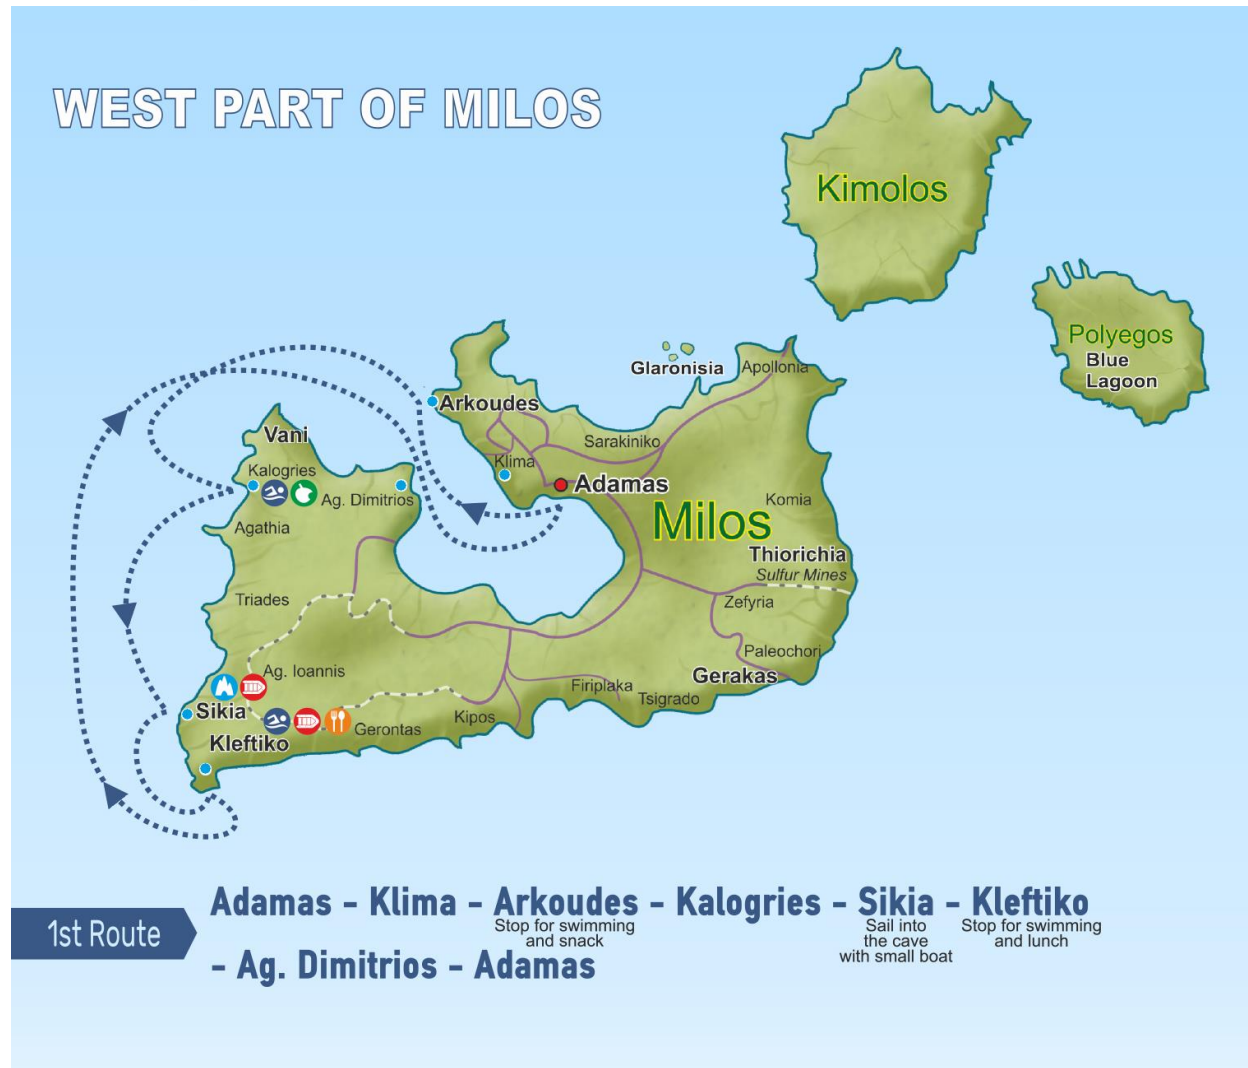 WEST PART OF MILOS
Kimolos
Polyegos
Blue
Lagoon
Glaronisia
Apollonia
Arkoudes
Sarakiniko
Vani
Klima
Kalogries
Adamas
Ag. Dimitrios
Komia
Milos
Agathia
Thiorichia
Sulfur Mines
Triades
Zefyria
Paleochori
Ag. Ioannis
Gerakas
Firiplaka
Tsigrado
Sikia
Kipos
Gerontas
Kleftiko
1st Route
Adamas - Klima - Arkoudes - Kalogries - Sikia - Kleftiko
Stop for swimming
and snack
Sail into
the cave
with small boat
Stop for swimming
and lunch
- Ag. Dimitrios - Adamas